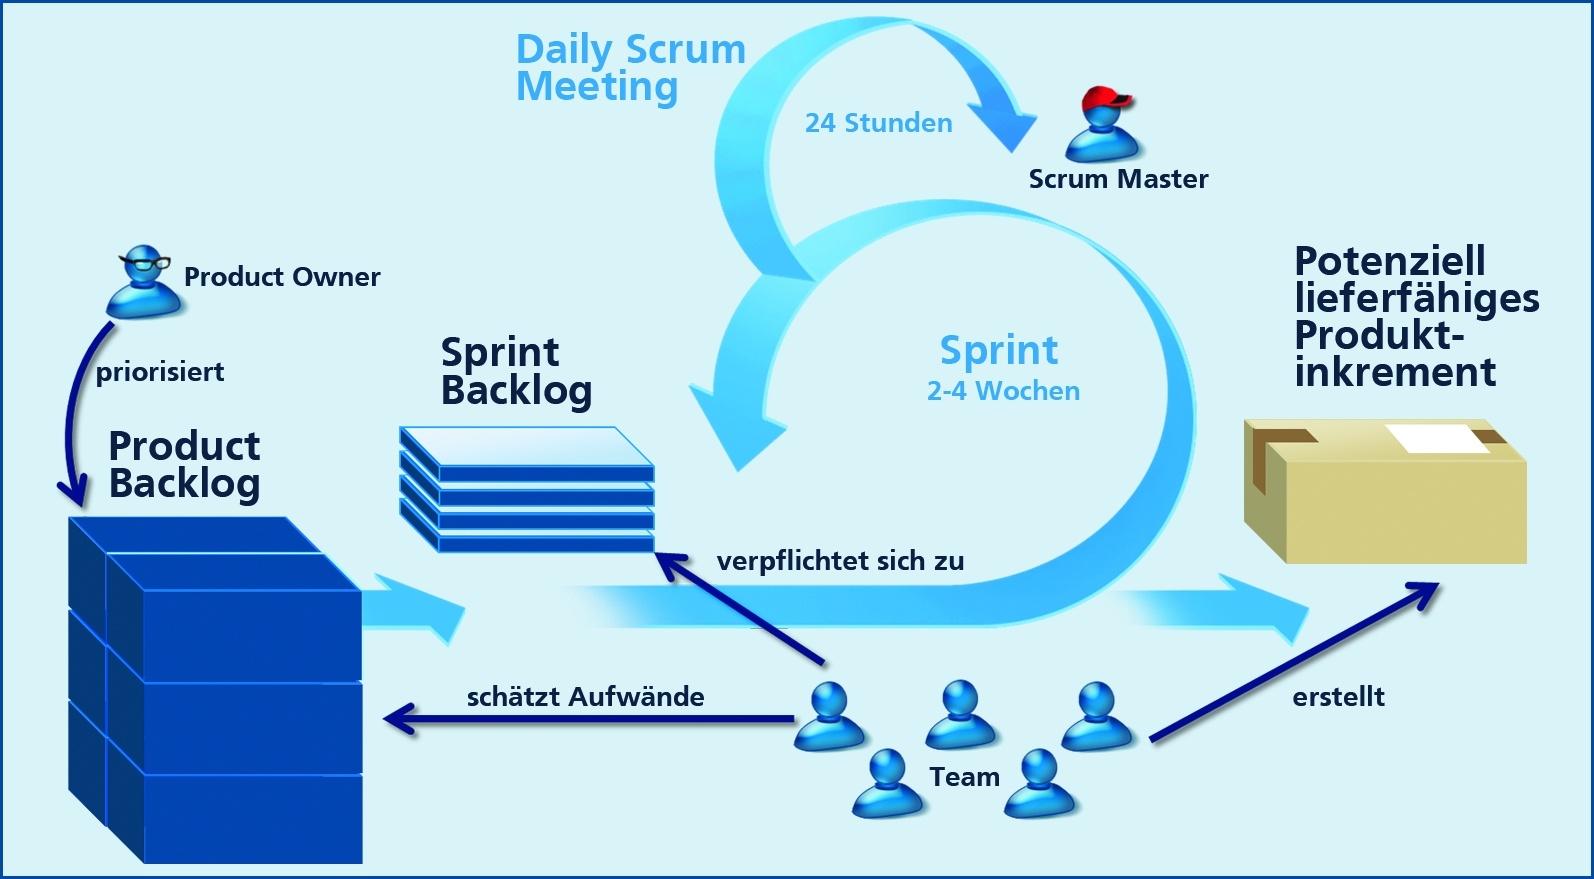 Daily Scrum
Meeting
24 Stunden
Scrum Master
Product Owner
priorisiert
Product
Backlog
Sprint
Backlog
Sprint
2-4 Wochen
Potenziell
lieferfähiges
Produkt-
inkrement
verpflichtet sich zu
schätzt Aufwände
Team
erstellt